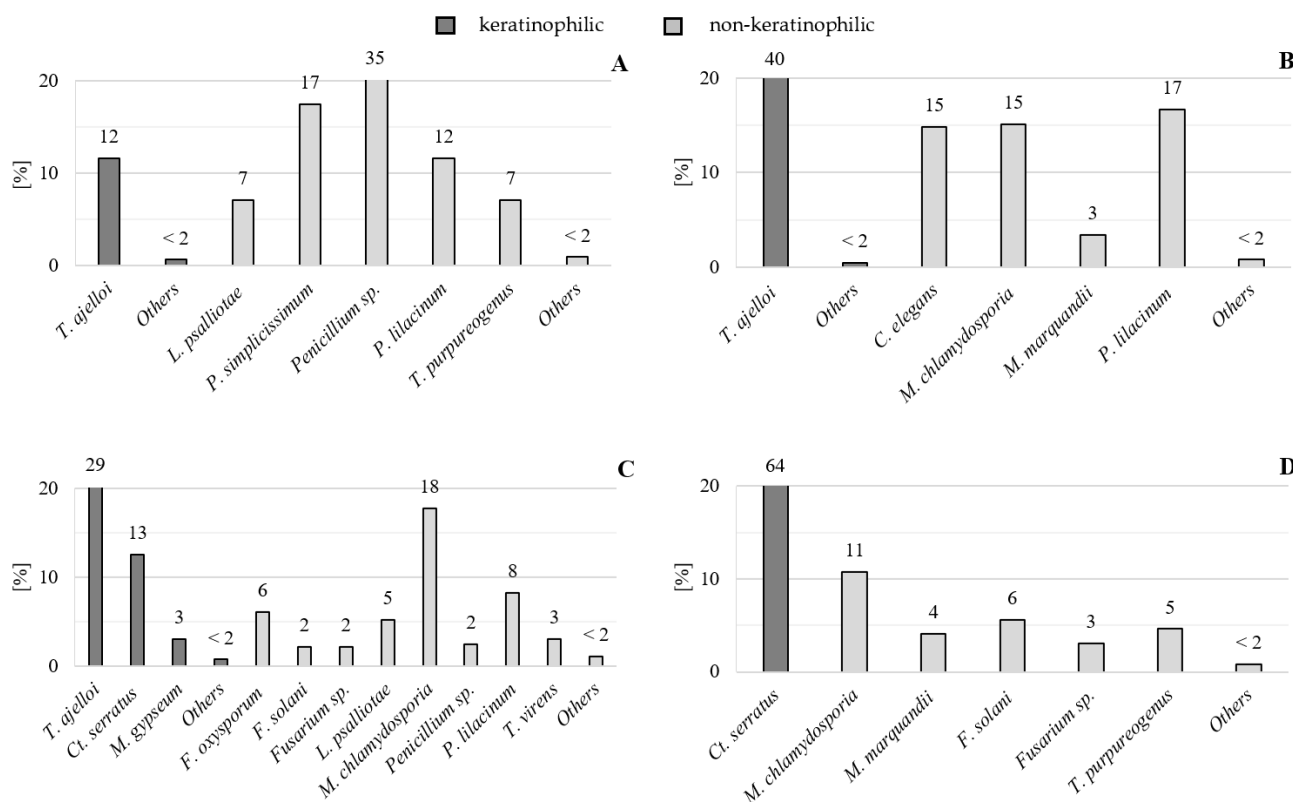 keratinophilic non-keratinophilic
A
35
20
17
12
12
10
7
7
< 2
< 2
0
[%]
T. ajelloi
Others
L. psalliotae
P. simplicissimum
Penicillium sp.
P. lilacinum
T. purpureogenus
Others
B
40
20
17
15
15
10
3
< 2
< 2
0
[%]
T. ajelloi
Others
C. elegans
M. chlamydosporia
M. marquandii
P. lilacinum
Others
C
29
20
18
13
10
8
6
5
3
3
2
2
2
< 2
< 2
0
[%]
T. ajelloi
Ct. serratus
M. gypseum
Others
F. oxysporum
F. solani
Fusarium sp.
L. psalliotae
M. chlamydosporia
Penicillium sp.
P. lilacinum
T. virens
Others
D
64
20
11
10
6
5
4
3
< 2
0
[%]
Ct. serratus
M. chlamydosporia
M. marquandii
F. solani
Fusarium sp.
T. purpureogenus
Others